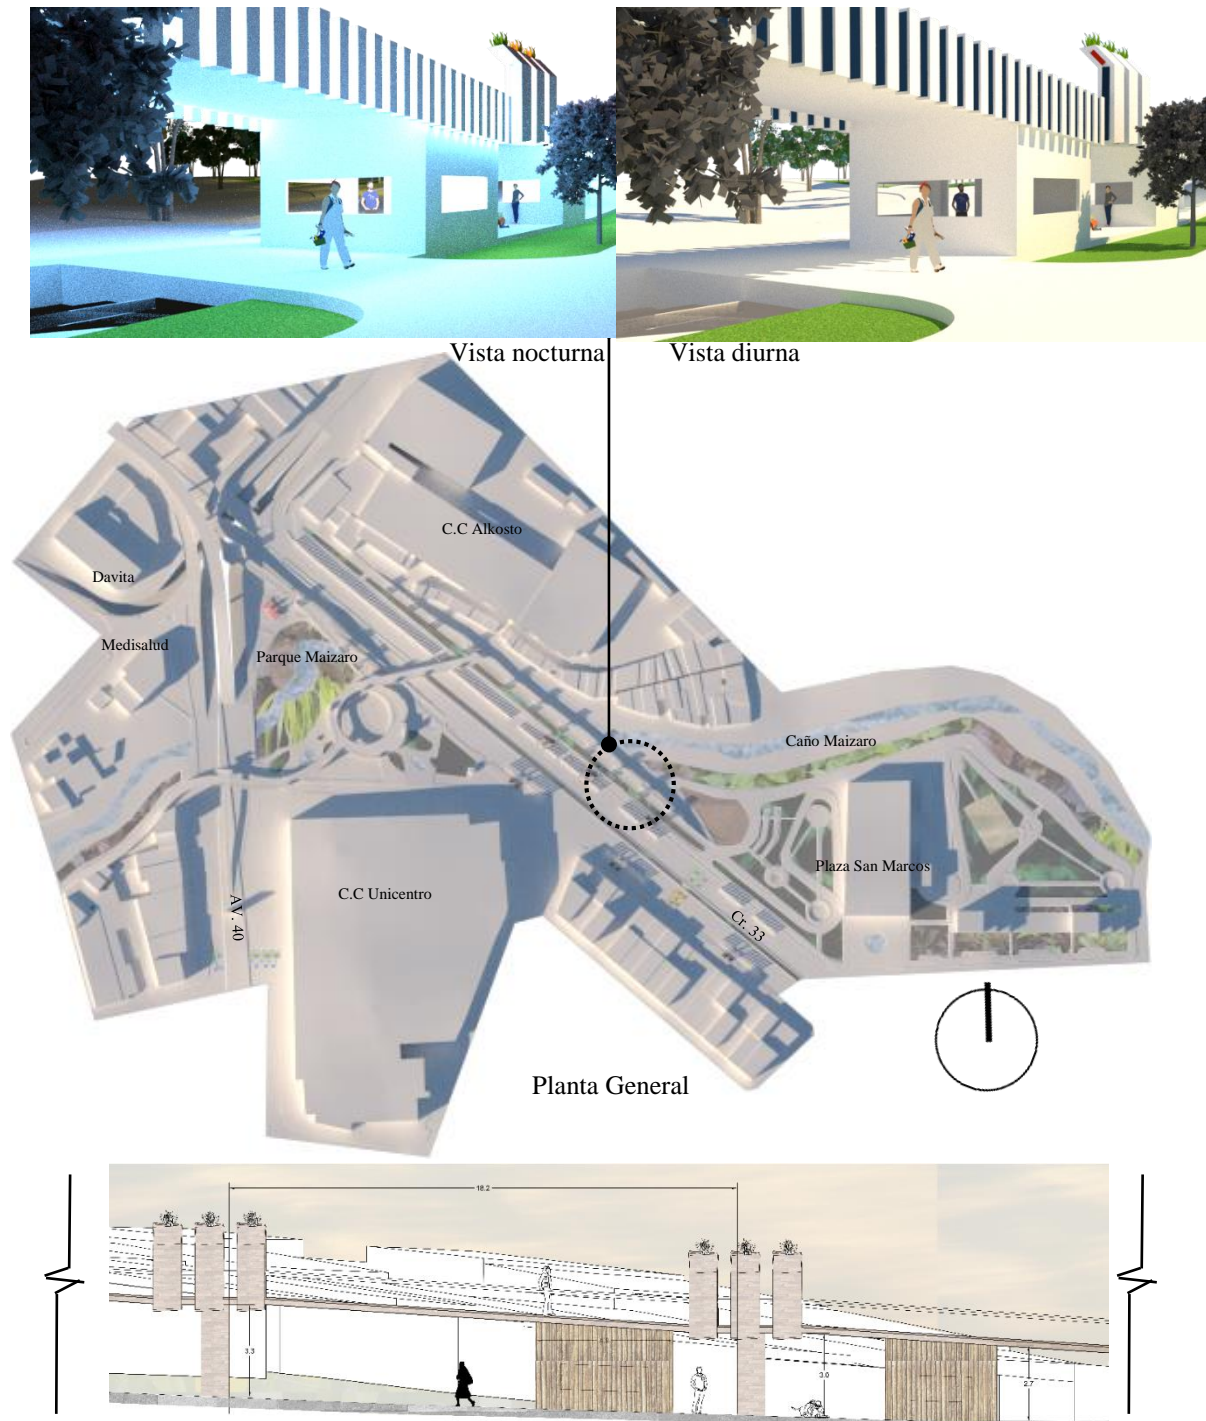 Vista nocturna
Vista diurna
C.C Alkosto
Davita
Medisalud
Parque Maizaro
Caño Maizaro
Plaza San Marcos
C.C Unicentro
AV. 40
Cr. 33
Planta General
18.2
3.3
3.0
2.7